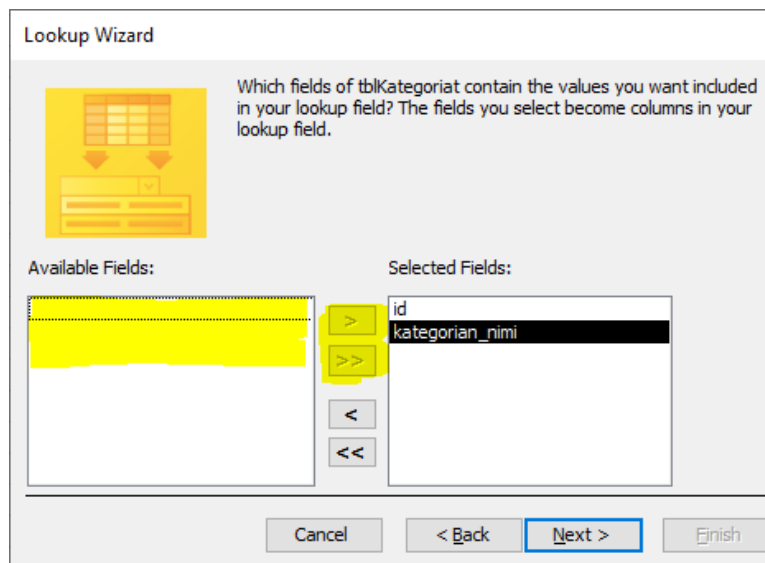 Lookup Wizard
Which fields of tblKategoriat contain the values you want included
in your lookup field? The fields you select become columns in your
lookup field.
Available Fields:
Selected Fields:
>
>>
<
<<
id
kategorian_nimi
Cancel
< Back
Next >
Finish